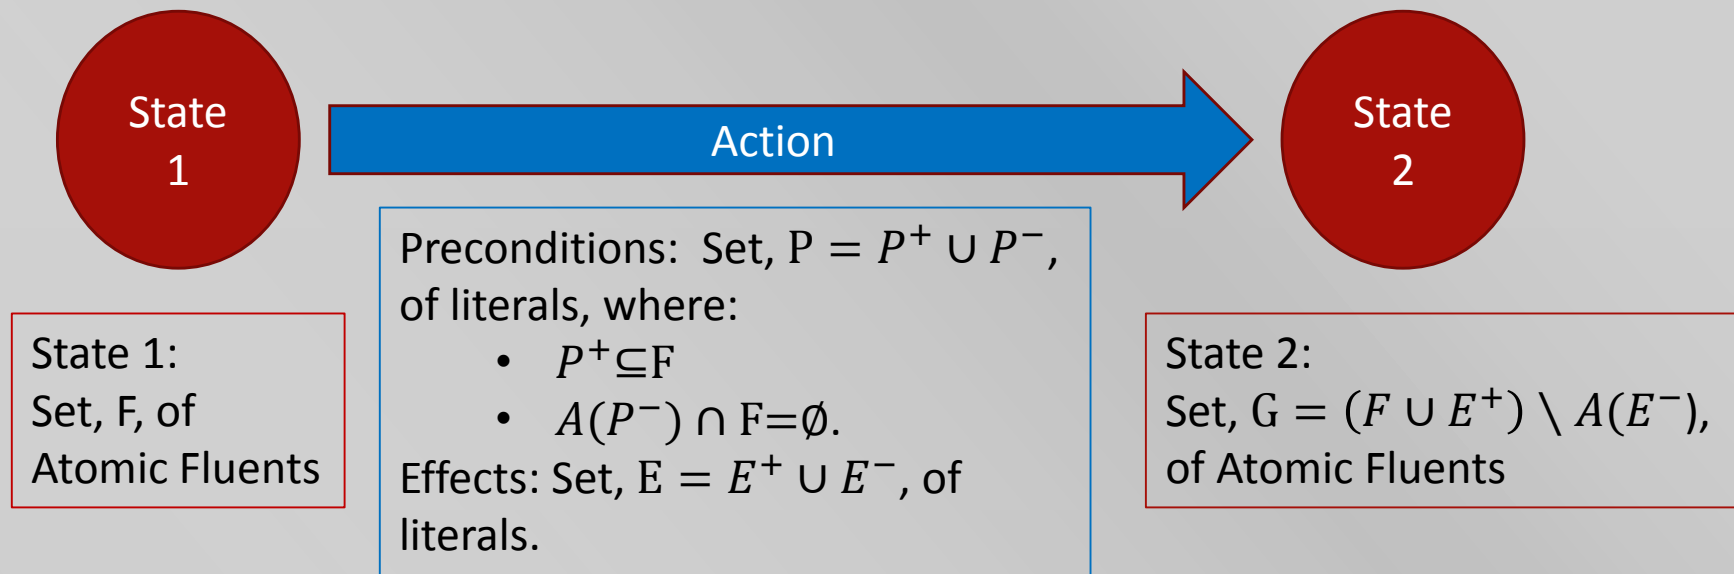 State
1
Action
State
2
State 1:
Set, F, of
Atomic Fluents
Preconditions:  Set, P = 𝑃⁺ ∪ 𝑃⁻,
of literals, where:
• 𝑃⁺⊆F
• 𝐴(𝑃⁻) ∩ F=∅.
Effects: Set, E = 𝐸⁺ ∪ 𝐸⁻, of
literals.
State 2:
Set, G = (𝐹 ∪ 𝐸⁺) \ 𝐴(𝐸⁻),
of Atomic Fluents